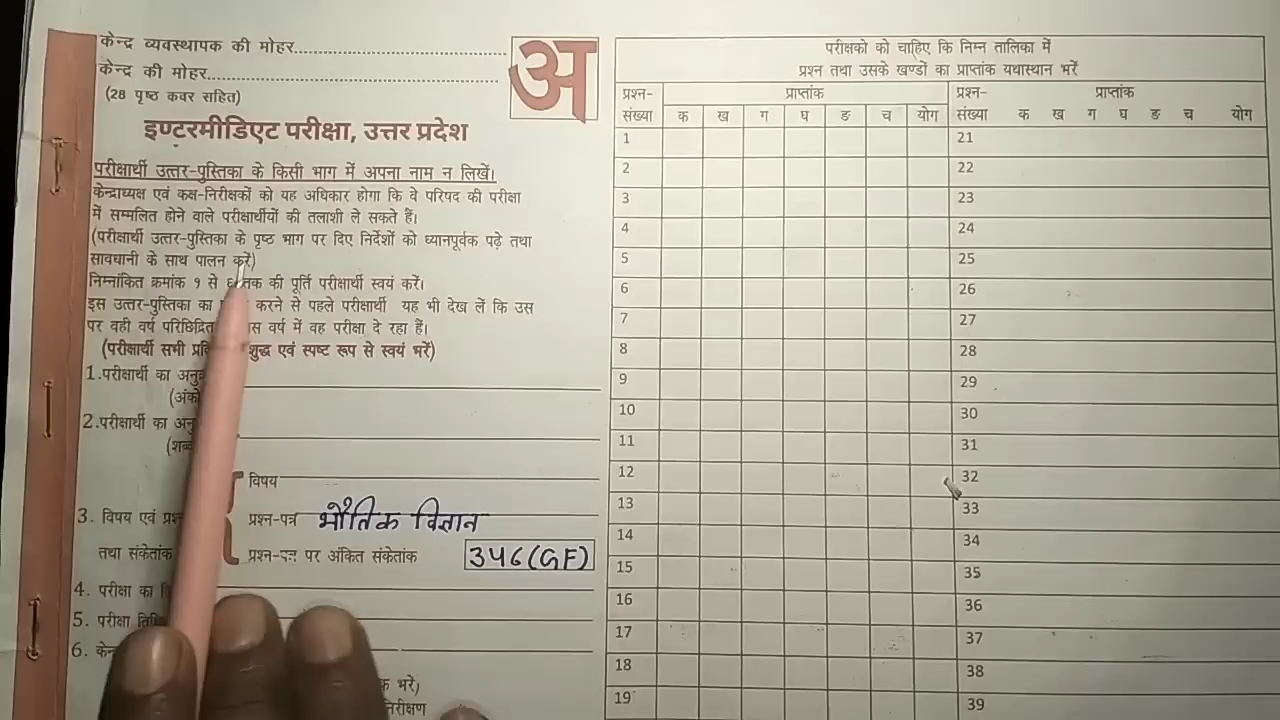 केन्द्र व्यवस्थापक की मोहर
केन्द्र की मोहर
(28 पृष्ठ कवर सहित)
अ
इण्टरमीडिएट परीक्षा, उत्तर प्रदेश
परीक्षार्थी उत्तर-पुस्तिका के किसी भाग में अपना नाम न लिखें।
केन्द्राध्यक्ष एवं कक्ष-निरीक्षकों को यह अधिकार होगा कि वे परिषद की परीक्षा
में सम्मलित होने वाले परीक्षार्थीयों की तलाशी ले सकते हैं।
(परीक्षार्थी उत्तर-पुस्तिका के पृष्ठ भाग पर दिए निर्देशों को ध्यानपूर्वक पढ़े तथा
सावधानी के साथ पालन करें)
निम्नांकित क्रमांक १ से ६ तक की पूर्ति परीक्षार्थी स्वयं करें।
इस उत्तर-पुस्तिका का करने से पहले परीक्षार्थी यह भी देख लें कि उस
पर वही वर्ष वर्ष में वह परीक्षा दे रहा हैं।
(परीक्षार्थी सभी शुद्ध एवं स्पष्ट रूप से स्वयं भरें)
1.परीक्षार्थी का
2.परीक्षार्थी का
विषय
3. विषय एवं
प्रश्न-पत्र भौतिक विज्ञान
तथा संकेतांक
प्रश्न-पत्र पर अंकित संकेतांक 346(GF)
4. परीक्षा का
5. परीक्षा
6.
भरें)
परीक्षकों को चाहिए कि निम्न तालिका में
प्रश्न तथा उसके खण्डों का प्राप्तांक यथास्थान भरें
प्रश्न-संख्या प्राप्तांक प्रश्न-संख्या प्राप्तांक
क ख ग घ ङ च योग क ख ग घ ङ च योग
1 21
2 22
3 23
4 24
5 25
6 26
7 27
8 28
9 29
10 30
11 31
12 32
13 33
14 34
15 35
16 36
17 37
18 38
19 39